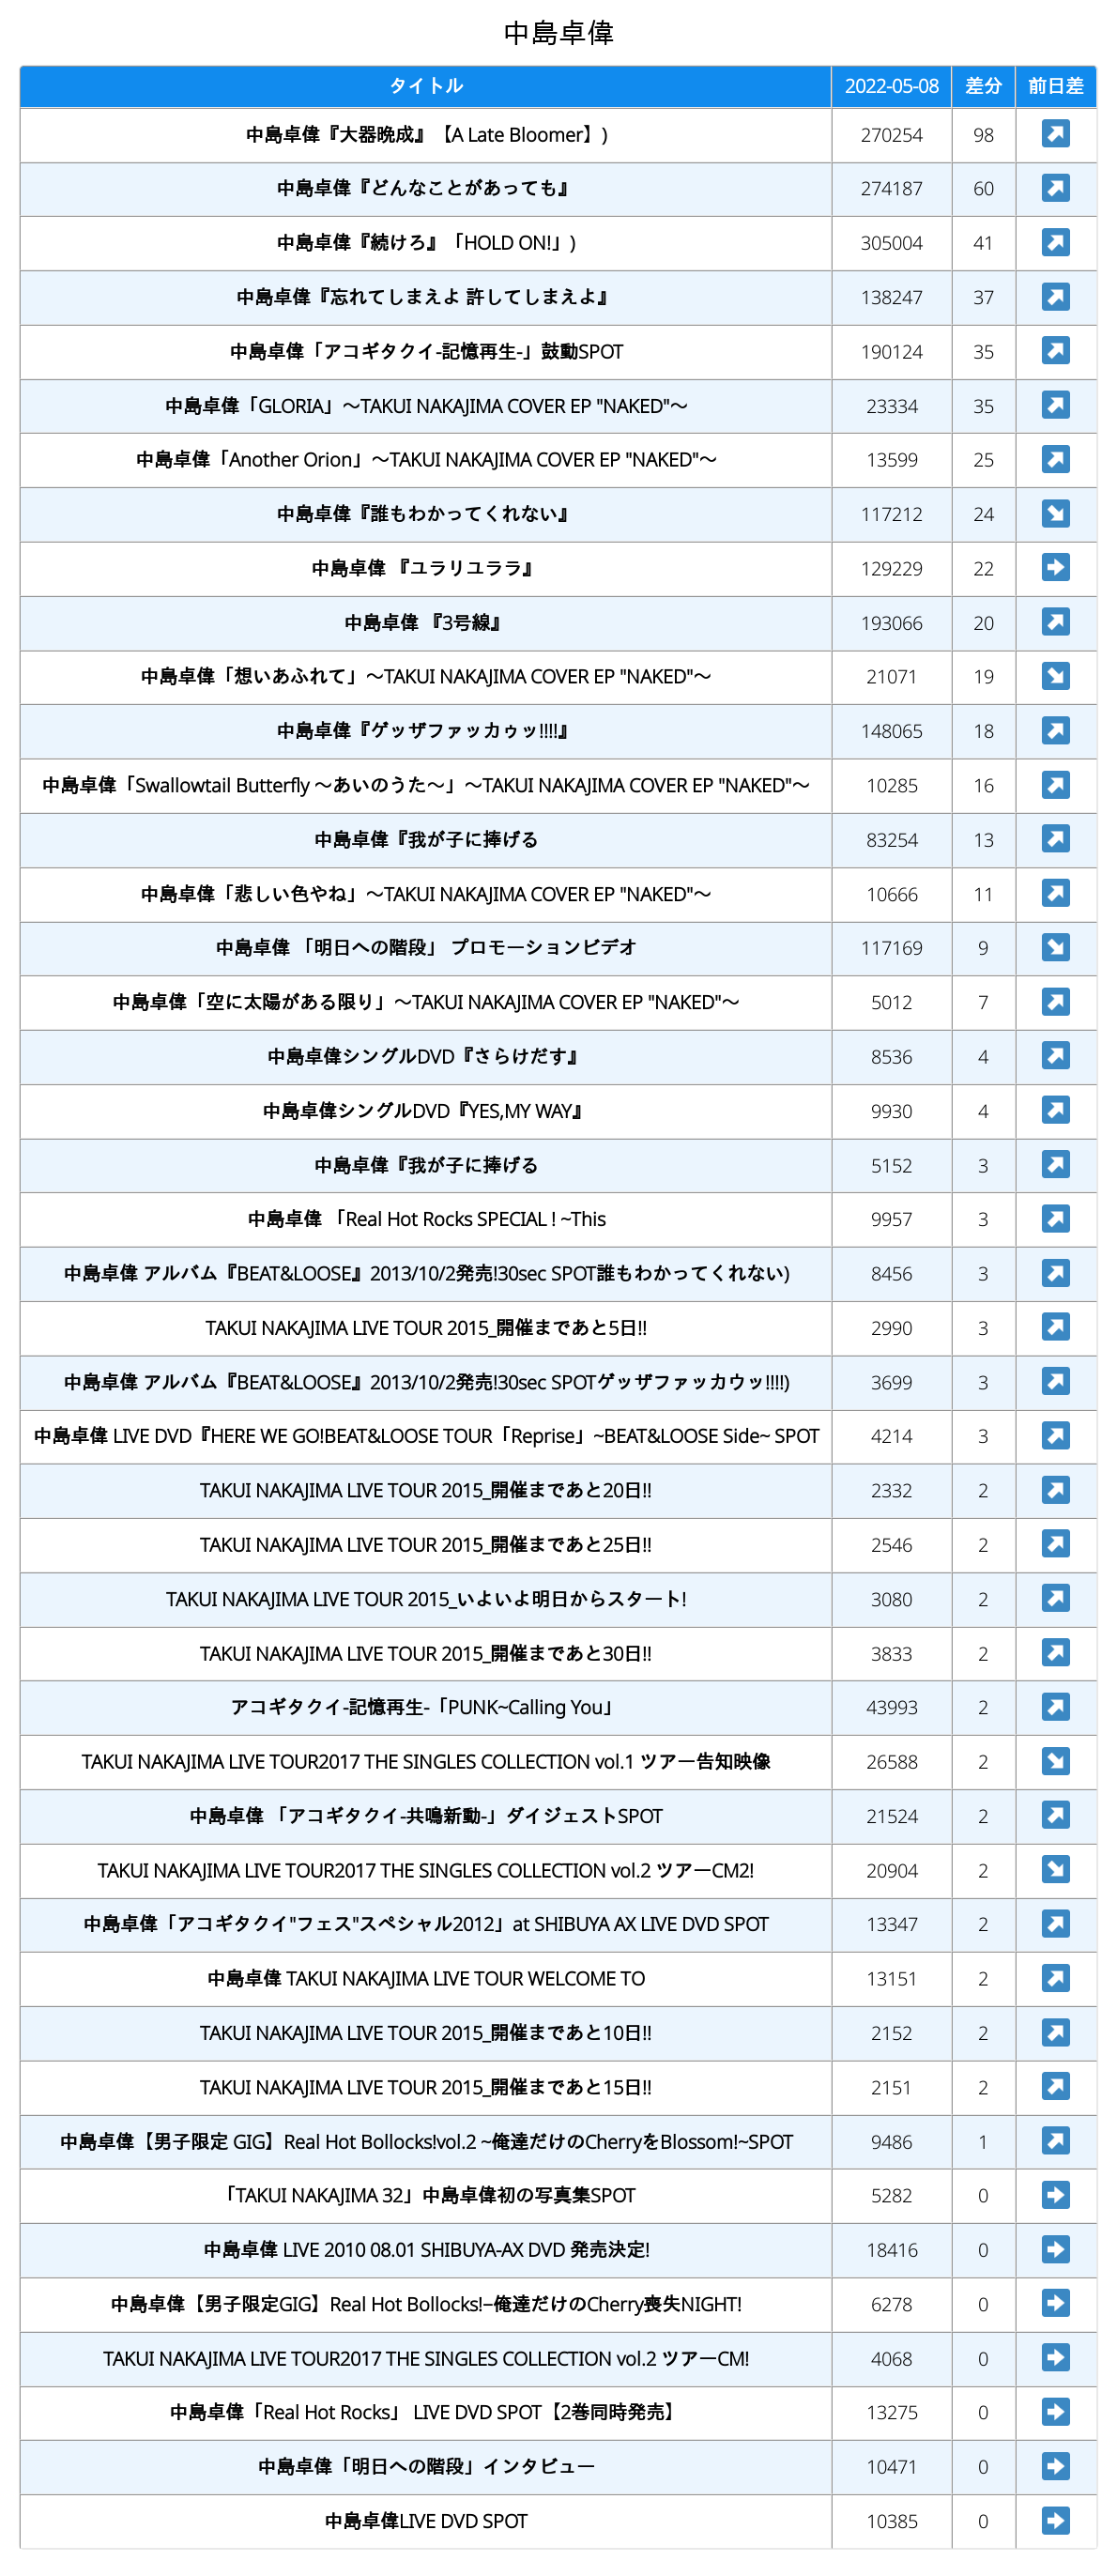 中島卓偉
タイトル 2022-05-08 差分 前日差
中島卓偉『大器晩成』【A Late Bloomer】) 270254 98
中島卓偉『どんなことがあっても』 274187 60
中島卓偉『続けろ』「HOLD ON!」) 305004 41
中島卓偉『忘れてしまえよ 許してしまえよ』 138247 37
中島卓偉「アコギタクイ-記憶再生-」鼓動SPOT 190124 35
中島卓偉「GLORIA」～TAKUI NAKAJIMA COVER EP "NAKED"～ 23334 35
中島卓偉「Another Orion」～TAKUI NAKAJIMA COVER EP "NAKED"～ 13599 25
中島卓偉『誰もわかってくれない』 117212 24
中島卓偉 『ユラリユララ』 129229 22
中島卓偉 『3号線』 193066 20
中島卓偉「想いあふれて」～TAKUI NAKAJIMA COVER EP "NAKED"～ 21071 19
中島卓偉『ゲッザファッカゥッ!!!!』 148065 18
中島卓偉「Swallowtail Butterfly ～あいのうた～」～TAKUI NAKAJIMA COVER EP "NAKED"～ 10285 16
中島卓偉『我が子に捧げる 83254 13
中島卓偉「悲しい色やね」～TAKUI NAKAJIMA COVER EP "NAKED"～ 10666 11
中島卓偉 「明日への階段」 プロモーションビデオ 117169 9
中島卓偉「空に太陽がある限り」～TAKUI NAKAJIMA COVER EP "NAKED"～ 5012 7
中島卓偉シングルDVD『さらけだす』 8536 4
中島卓偉シングルDVD『YES,MY WAY』 9930 4
中島卓偉『我が子に捧げる 5152 3
中島卓偉 「Real Hot Rocks SPECIAL ! ~This 9957 3
中島卓偉 アルバム『BEAT&LOOSE』2013/10/2発売!30sec SPOT誰もわかってくれない) 8456 3
TAKUI NAKAJIMA LIVE TOUR 2015_開催まであと5日!! 2990 3
中島卓偉 アルバム『BEAT&LOOSE』2013/10/2発売!30sec SPOTゲッザファッカウッ!!!!) 3699 3
中島卓偉 LIVE DVD『HERE WE GO!BEAT&LOOSE TOUR「Reprise」~BEAT&LOOSE Side~ SPOT 4214 3
TAKUI NAKAJIMA LIVE TOUR 2015_開催まであと20日!! 2332 2
TAKUI NAKAJIMA LIVE TOUR 2015_開催まであと25日!! 2546 2
TAKUI NAKAJIMA LIVE TOUR 2015_いよいよ明日からスタート! 3080 2
TAKUI NAKAJIMA LIVE TOUR 2015_開催まであと30日!! 3833 2
アコギタクイ-記憶再生-「PUNK~Calling You」 43993 2
TAKUI NAKAJIMA LIVE TOUR2017 THE SINGLES COLLECTION vol.1 ツアー告知映像 26588 2
中島卓偉 「アコギタクイ-共鳴新動-」ダイジェストSPOT 21524 2
TAKUI NAKAJIMA LIVE TOUR2017 THE SINGLES COLLECTION vol.2 ツアーCM2! 20904 2
中島卓偉「アコギタクイ"フェス"スペシャル2012」at SHIBUYA AX LIVE DVD SPOT 13347 2
中島卓偉 TAKUI NAKAJIMA LIVE TOUR WELCOME TO 13151 2
TAKUI NAKAJIMA LIVE TOUR 2015_開催まであと10日!! 2152 2
TAKUI NAKAJIMA LIVE TOUR 2015_開催まであと15日!! 2151 2
中島卓偉【男子限定 GIG】Real Hot Bollocks!vol.2 ~俺達だけのCherryをBlossom!~SPOT 9486 1
「TAKUI NAKAJIMA 32」中島卓偉初の写真集SPOT 5282 0
中島卓偉 LIVE 2010 08.01 SHIBUYA-AX DVD 発売決定! 18416 0
中島卓偉【男子限定GIG】Real Hot Bollocks!−俺達だけのCherry喪失NIGHT! 6278 0
TAKUI NAKAJIMA LIVE TOUR2017 THE SINGLES COLLECTION vol.2 ツアーCM! 4068 0
中島卓偉「Real Hot Rocks」 LIVE DVD SPOT【2巻同時発売】 13275 0
中島卓偉「明日への階段」インタビュー 10471 0
中島卓偉LIVE DVD SPOT 10385 0